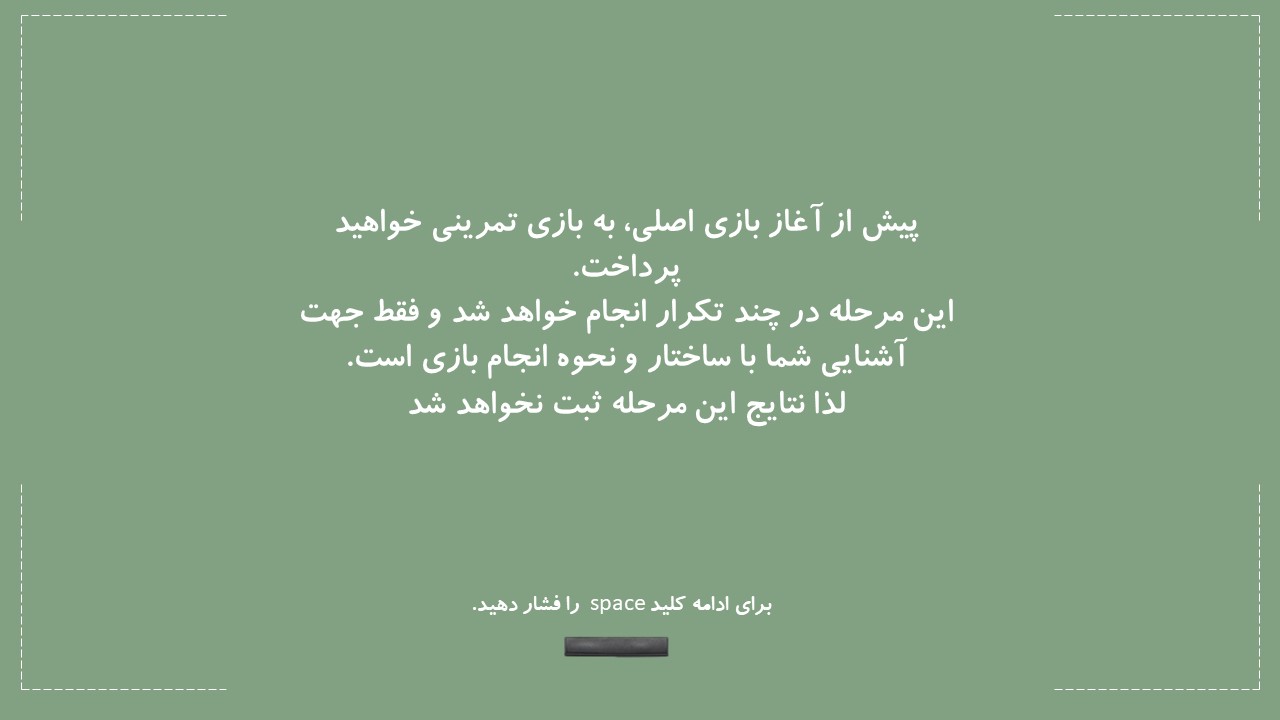 پیش از آغاز بازی اصلی، به بازی تمرینی خواهید
پرداخت.
این مرحله در چند تکرار انجام خواهد شد و فقط جهت
آشنایی شما با ساختار و نحوه انجام بازی است.
لذا نتایج این مرحله ثبت نخواهد شد
برای ادامه کلید space را فشار دهید.